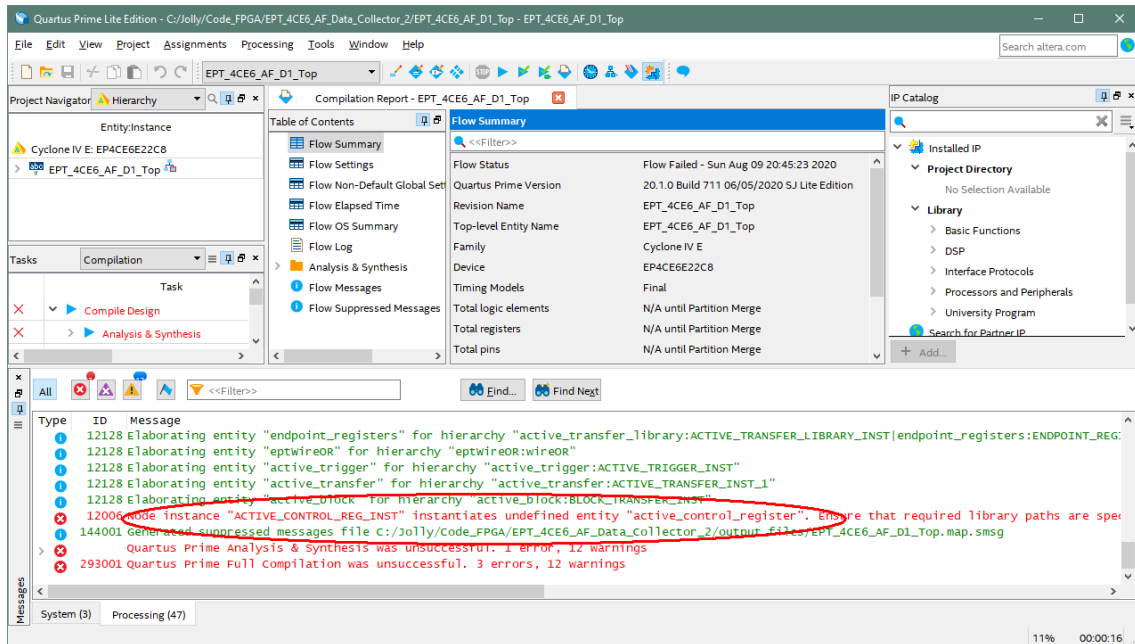 Quartus Prime Lite Edition - C:/Jolly/Code_FPGA/EPT_4CE6_AF_Data_Collector_2/EPT_4CE6_AF_D1_Top - EPT_4CE6_AF_D1_Top
File Edit View Project Assignments Processing Tools Window Help
Search altera.com
EPT_4CE6_AF_D1_Top
STOP
Project Navigator Hierarchy
Entity:Instance
Cyclone IV E: EP4CE6E22C8
EPT_4CE6_AF_D1_Top
Tasks Compilation
Task
Compile Design
Analysis & Synthesis
Compilation Report - EPT_4CE6_AF_D1_Top
Table of Contents
Flow Summary
Flow Settings
Flow Non-Default Global Set
Flow Elapsed Time
Flow OS Summary
Flow Log
Analysis & Synthesis
Flow Messages
Flow Suppressed Messages
Flow Summary
<<Filter>>
Flow Status Flow Failed - Sun Aug 09 20:45:23 2020
Quartus Prime Version 20.1.0 Build 711 06/05/2020 SJ Lite Edition
Revision Name EPT_4CE6_AF_D1_Top
Top-level Entity Name EPT_4CE6_AF_D1_Top
Family Cyclone IV E
Device EP4CE6E22C8
Timing Models Final
Total logic elements N/A until Partition Merge
Total registers N/A until Partition Merge
Total pins N/A until Partition Merge
IP Catalog
Installed IP
Project Directory
No Selection Available
Library
Basic Functions
DSP
Interface Protocols
Processors and Peripherals
University Program
Search for Partner IP
+ Add...
All <<Filter>> Find... Find Next
Type ID Message
12128 Elaborating entity "endpoint_registers" for hierarchy "active_transfer_library:ACTIVE_TRANSFER_LIBRARY_INST|endpoint_registers:ENDPOINT_REG
12128 Elaborating entity "eptWireOR" for hierarchy "eptWireOR:wireOR"
12128 Elaborating entity "active_trigger" for hierarchy "active_trigger:ACTIVE_TRIGGER_INST"
12128 Elaborating entity "active_transfer" for hierarchy "active_transfer:ACTIVE_TRANSFER_INST_1"
12128 Elaborating entity "active_block" for hierarchy "active_block:BLOCK_TRANSFER_INST"
12006 Node instance "ACTIVE_CONTROL_REG_INST" instantiates undefined entity "active_control_register". Ensure that required library paths are spe
144001 Generated suppressed messages file C:/Jolly/Code_FPGA/EPT_4CE6_AF_Data_Collector_2/output_files/EPT_4CE6_AF_D1_Top.map.smsg
Quartus Prime Analysis & Synthesis was unsuccessful. 1 error, 12 warnings
293001 Quartus Prime Full Compilation was unsuccessful. 3 errors, 12 warnings
Messages
System (3) Processing (47)
11% 00:00:16